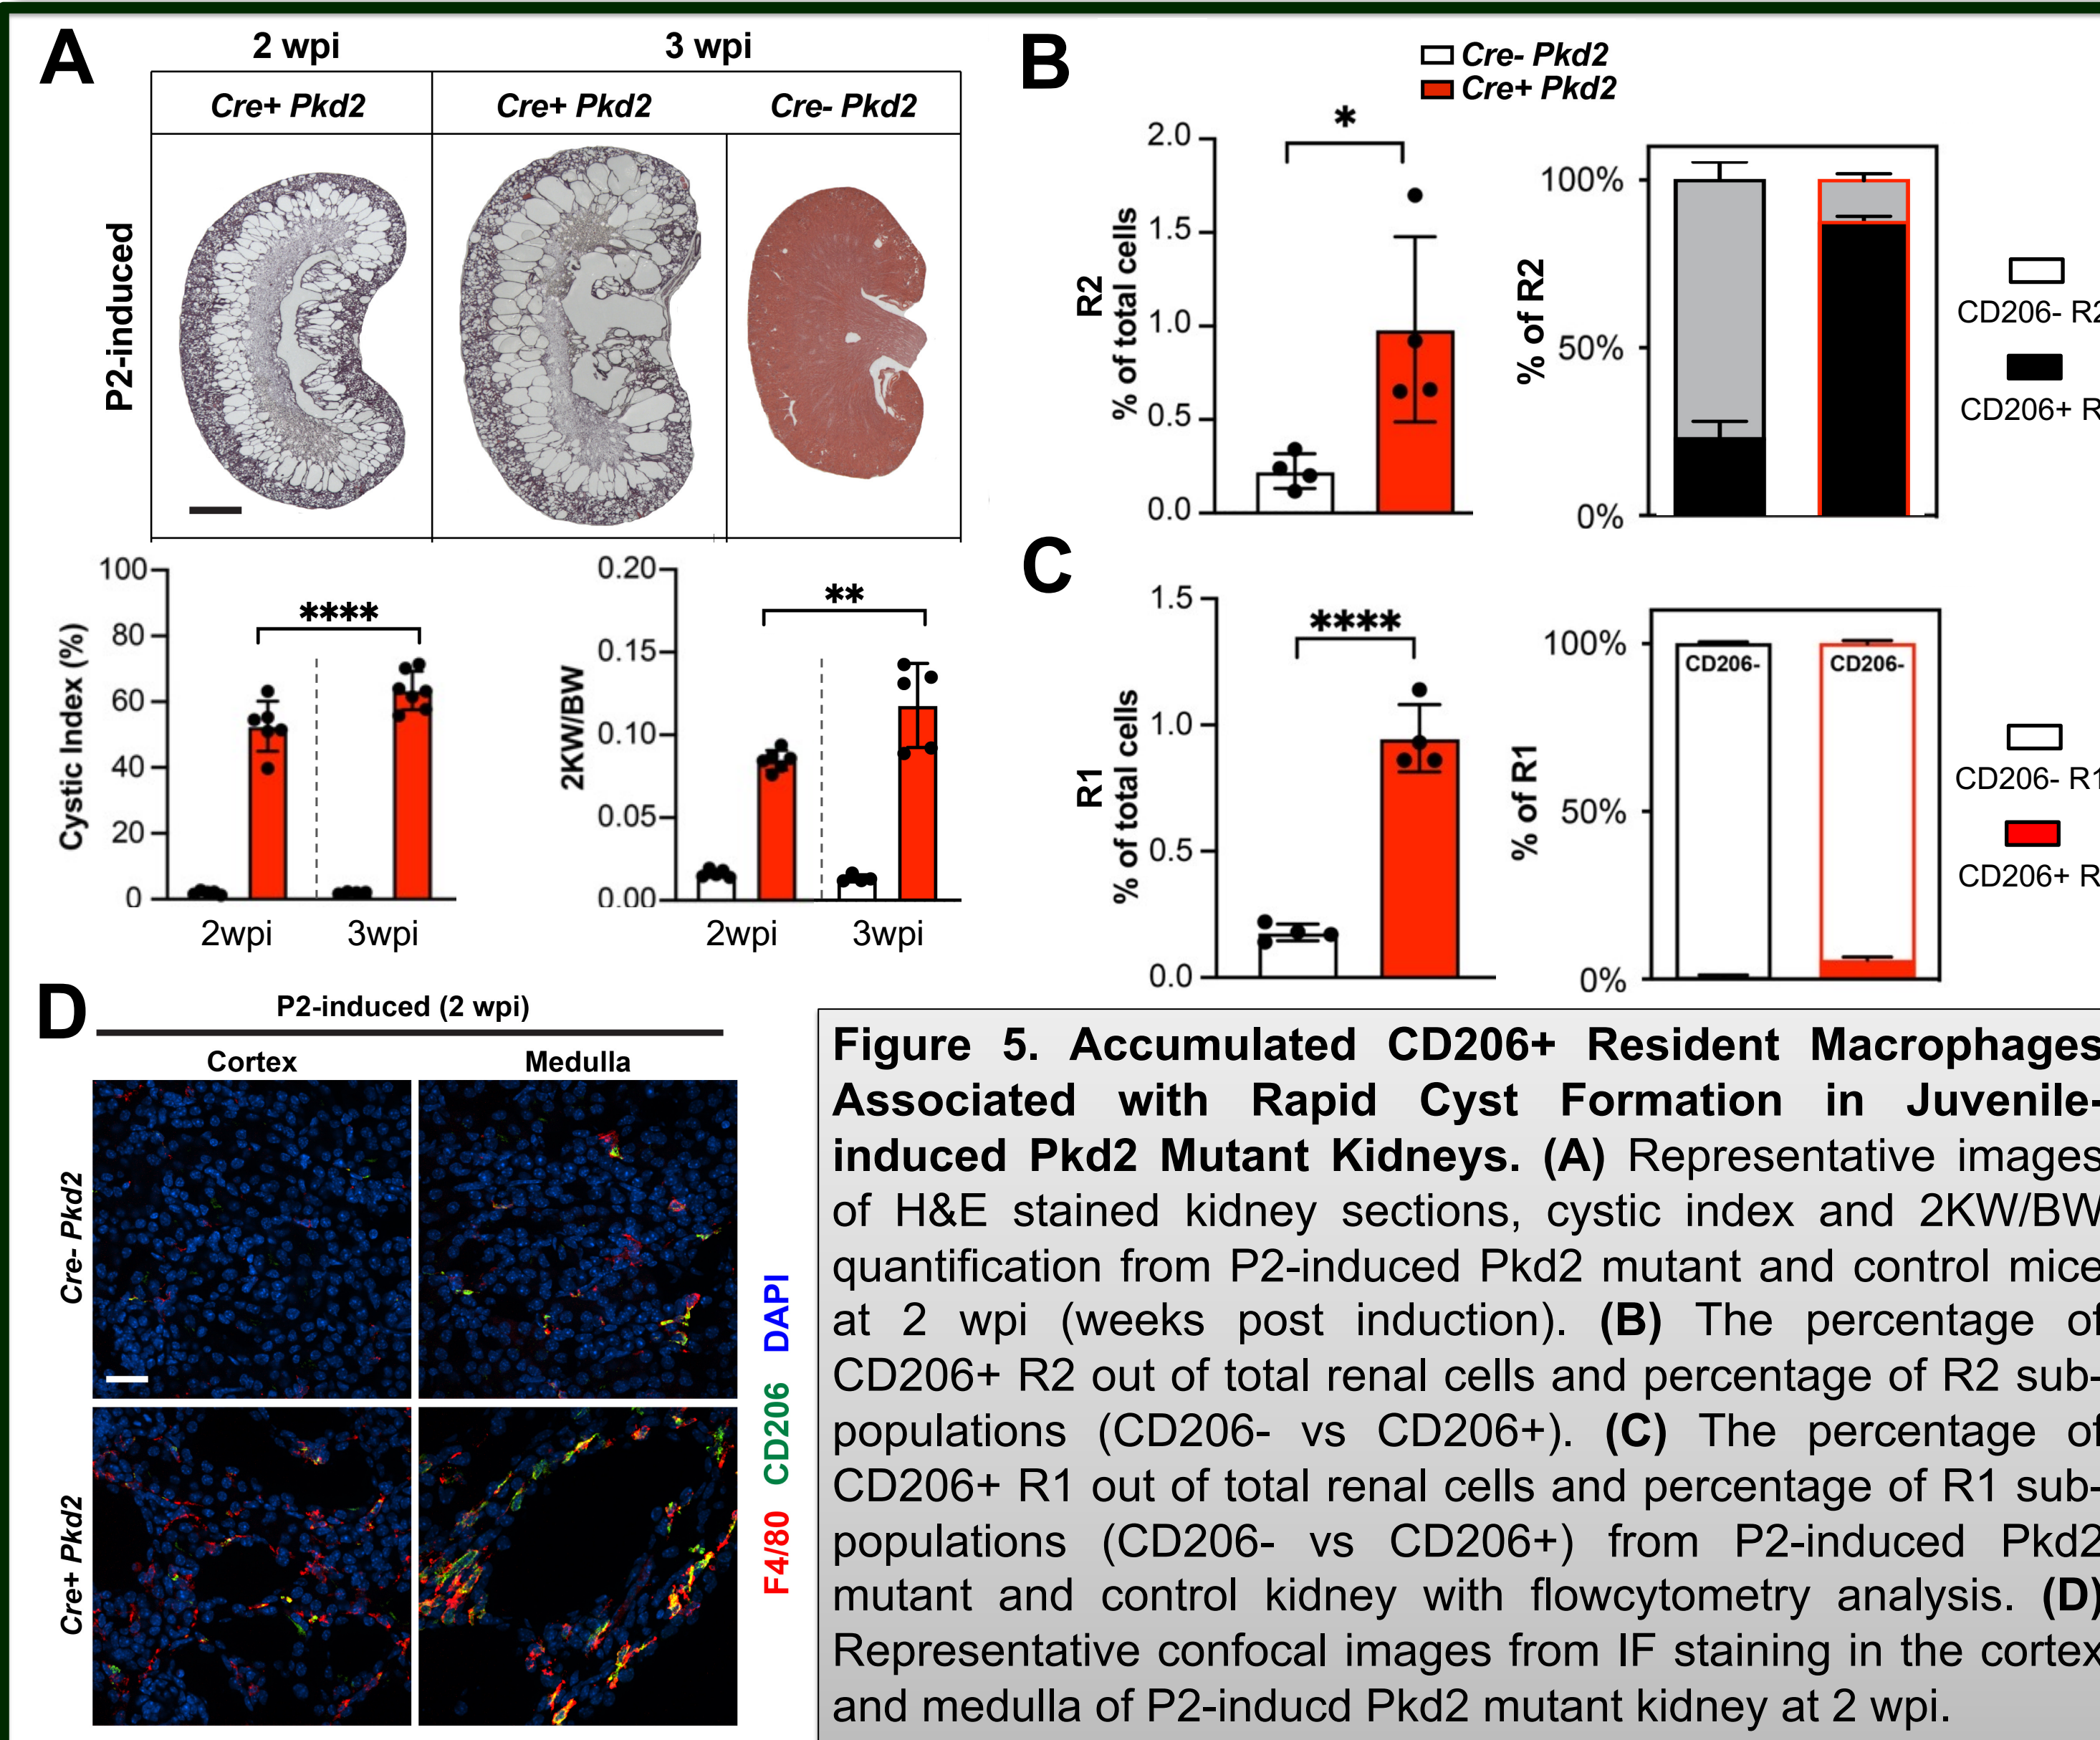 A
2 wpi
3 wpi
Cre+ Pkd2
Cre+ Pkd2
Cre- Pkd2
P2-induced
Cystic Index (%)
100
80
60
40
20
0
****
2wpi
3wpi
2KW/BW
0.20
0.15
0.10
0.05
0.00
**
2wpi
3wpi
B
Cre- Pkd2
Cre+ Pkd2
R2
% of total cells
2.0
1.5
1.0
0.5
0.0
*
% of R2
100%
50%
0%
CD206- R2
CD206+ R
C
R1
% of total cells
1.5
1.0
0.5
0.0
****
% of R1
100%
50%
0%
CD206-
CD206-
CD206- R1
CD206+ R
D
P2-induced (2 wpi)
Cortex
Medulla
Cre- Pkd2
Cre+ Pkd2
F4/80 CD206 DAPI
Figure 5. Accumulated CD206+ Resident Macrophages
Associated with Rapid Cyst Formation in Juvenile-
induced Pkd2 Mutant Kidneys. (A) Representative images
of H&E stained kidney sections, cystic index and 2KW/BW
quantification from P2-induced Pkd2 mutant and control mice
at 2 wpi (weeks post induction). (B) The percentage of
CD206+ R2 out of total renal cells and percentage of R2 sub-
populations (CD206- vs CD206+). (C) The percentage of
CD206+ R1 out of total renal cells and percentage of R1 sub-
populations (CD206- vs CD206+) from P2-induced Pkd2
mutant and control kidney with flowcytometry analysis. (D)
Representative confocal images from IF staining in the cortex
and medulla of P2-inducd Pkd2 mutant kidney at 2 wpi.